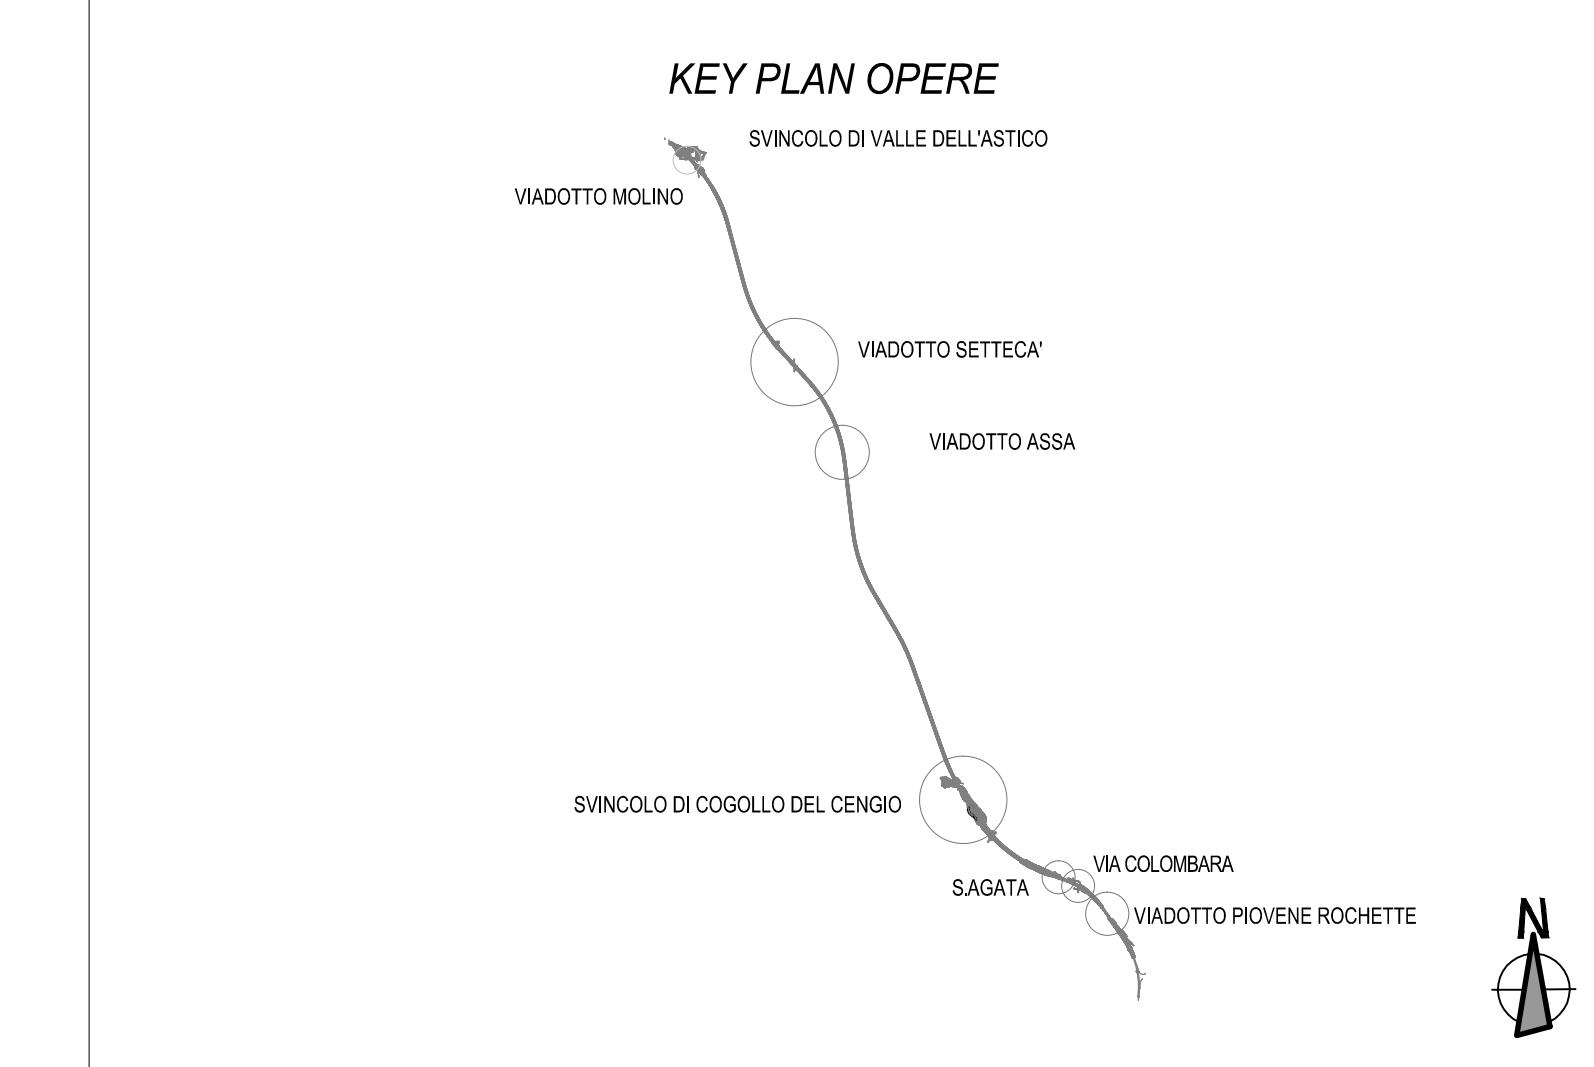 KEY PLAN OPERE
SVINCOLO DI VALLE DELL'ASTICO
VIADOTTO MOLINO
VIADOTTO SETTECA'
VIADOTTO ASSA
SVINCOLO DI COGOLLO DEL CENGIO
VIA COLOMBARA
S.AGATA
VIADOTTO PIOVENE ROCHETTE
N